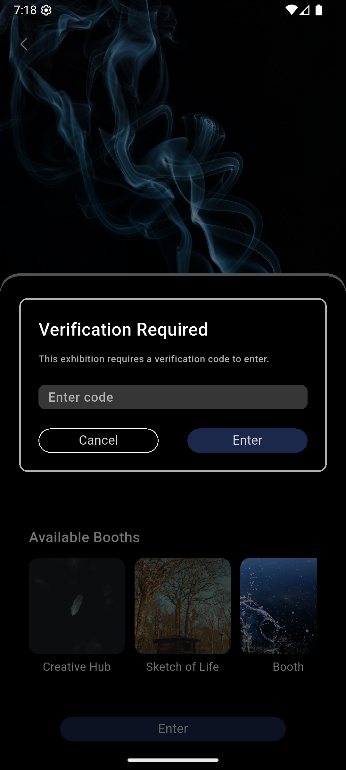 7:18
Verification Required
This exhibition requires a verification code to enter.
Enter code
Cancel
Enter
Available Booths
Creative Hub
Sketch of Life
Booth
Enter